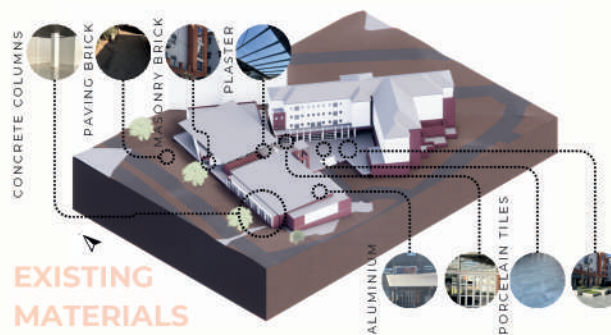 CONCRETE COLUMNS
PAVING BRICK
MASONRY BRICK
PLASTER
ALUMINIUM
PORCELAIN TILES
EXISTING
MATERIALS